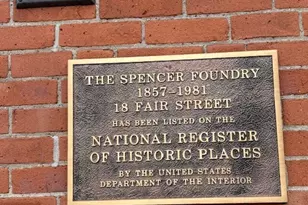 THE SPENCER FOUNDRY
1857–1981
18 FAIR STREET
HAS BEEN LISTED ON THE
NATIONAL REGISTER
OF HISTORIC PLACES
BY THE UNITED STATES
DEPARTMENT OF THE INTERIOR